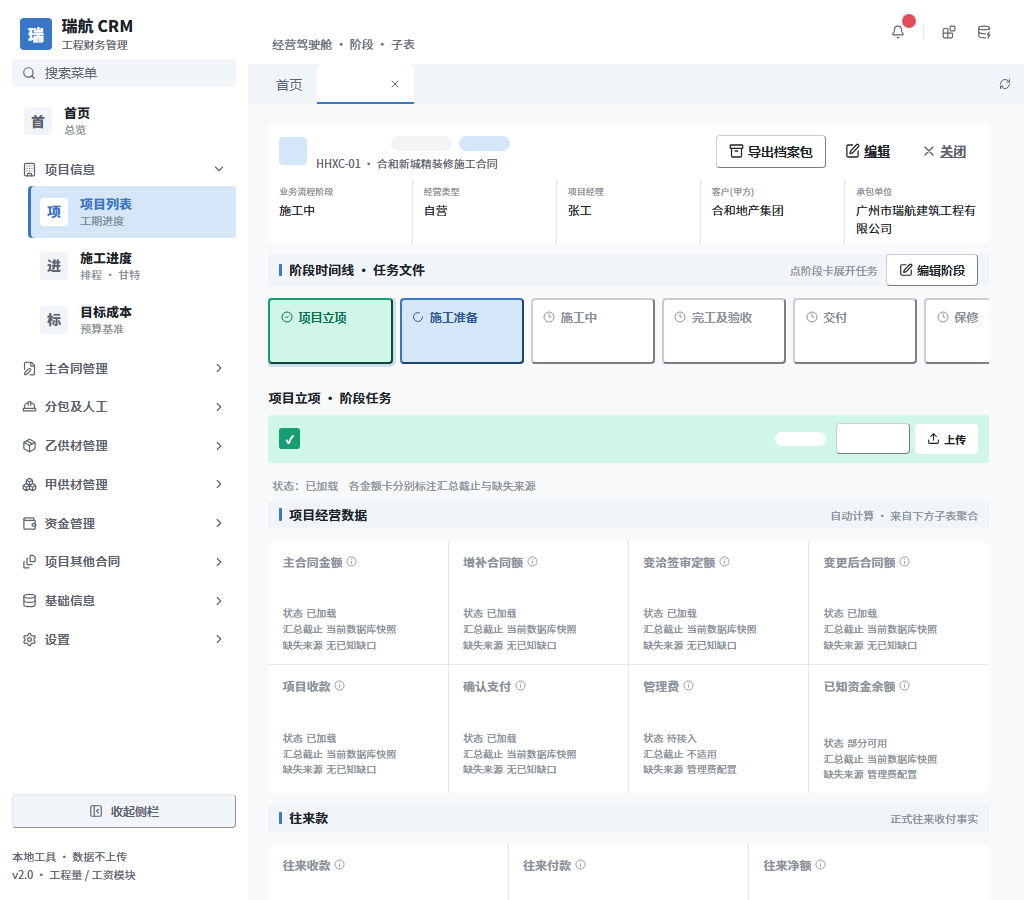 瑞 瑞航 CRM
工程财务管理
搜索菜单
首 首页
总览
项目信息
项 项目列表
工期进度
进 施工进度
排程 · 甘特
标 目标成本
预算基准
主合同管理
分包及人工
乙供材管理
甲供材管理
资金管理
项目其他合同
基础信息
设置
收起侧栏
本地工具 · 数据不上传
v2.0 · 工程量 / 工资模块
经营驾驶舱 · 阶段 · 子表
首页
HHXC-01 · 合和新城精装修施工合同
导出档案包 编辑 关闭
业务流程阶段 经营类型 项目经理 客户(甲方) 承包单位
施工中 自营 张工 合和地产集团 广州市瑞航建筑工程有
限公司
阶段时间线 · 任务文件 点阶段卡展开任务 编辑阶段
项目立项 施工准备 施工中 完工及验收 交付 保修
项目立项 · 阶段任务
上传
状态：已加载 各金额卡分别标注汇总截止与缺失来源
项目经营数据 自动计算 · 来自下方子表聚合
主合同金额 增补合同额 变洽签审定额 变更后合同额
状态 已加载 状态 已加载 状态 已加载 状态 已加载
汇总截止 当前数据库快照 汇总截止 当前数据库快照 汇总截止 当前数据库快照 汇总截止 当前数据库快照
缺失来源 无已知缺口 缺失来源 无已知缺口 缺失来源 无已知缺口 缺失来源 无已知缺口
项目收款 确认支付 管理费 已知资金余额
状态 已加载 状态 已加载 状态 待接入 状态 部分可用
汇总截止 当前数据库快照 汇总截止 当前数据库快照 汇总截止 不适用 汇总截止 当前数据库快照
缺失来源 无已知缺口 缺失来源 无已知缺口 缺失来源 管理费配置 缺失来源 管理费配置
往来款 正式往来收付事实
往来收款 往来付款 往来净额